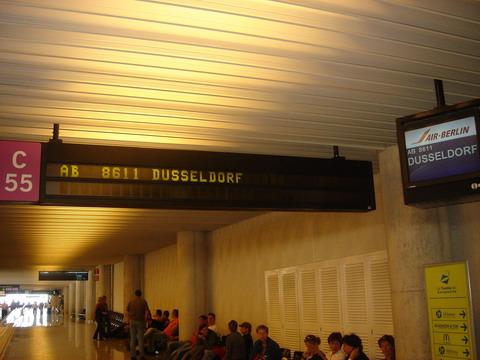 C
55
AB 8611 DUSSELDORF
AIR-BERLIN
AB 8611
DUSSELDORF